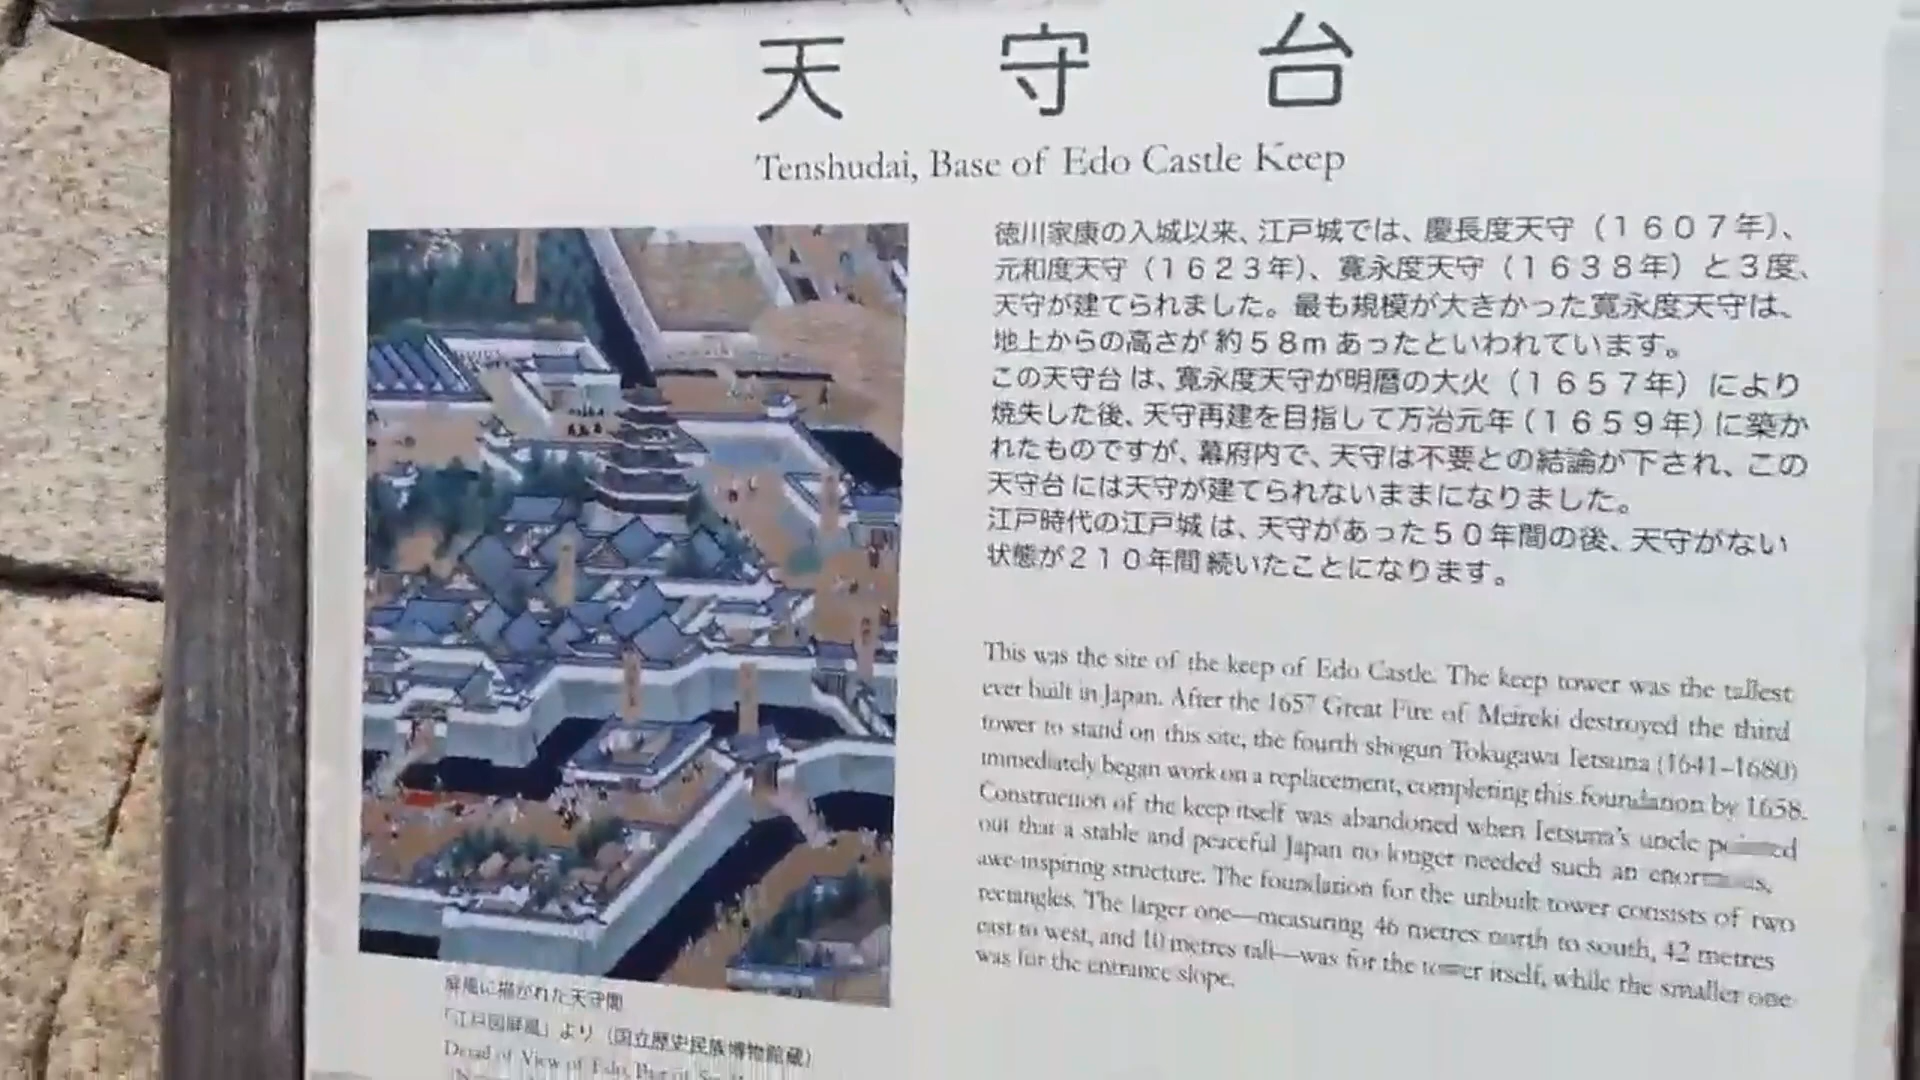 天守台
Tenshudai, Base of Edo Castle Keep
徳川家康の入城以来、江戸城では、慶長度天守（１６０７年）、
元和度天守（１６２３年）、寛永度天守（１６３８年）と３度、
天守が建てられました。最も規模が大きかった寛永度天守は、
地上からの高さが約５８ｍあったといわれています。
この天守台は、寛永度天守が明暦の大火（１６５７年）により
焼失した後、天守再建を目指して万治元年（１６５９年）に築か
れたものですが、幕府内で、天守は不要との結論が下され、この
天守台には天守が建てられないままになりました。
江戸時代の江戸城は、天守があった５０年間の後、天守がない
状態が２１０年間続いたことになります。
This was the site of the keep of Edo Castle. The keep tower was the tallest
ever built in Japan. After the 1657 Great Fire of Meireki destroyed the third
tower to stand on this site, the fourth shogun Tokugawa Ietsuna (1641–1680)
immediately began work on a replacement, completing this foundation by 1658.
Construction of the keep itself was abandoned when Ietsuna's uncle
out that a stable and peaceful Japan no longer needed such an
awe-inspiring structure. The foundation for the unbuilt tower consists of two
rectangles. The larger one—measuring 46 metres north to south, 42 metres
east to west, and 10 metres tall—was for the tower itself, while the smaller one
was for the entrance slope.
屏風に描かれた天守閣
「江戸図屏風」より（国立歴史民族博物館蔵）
Detail of View of Edo,